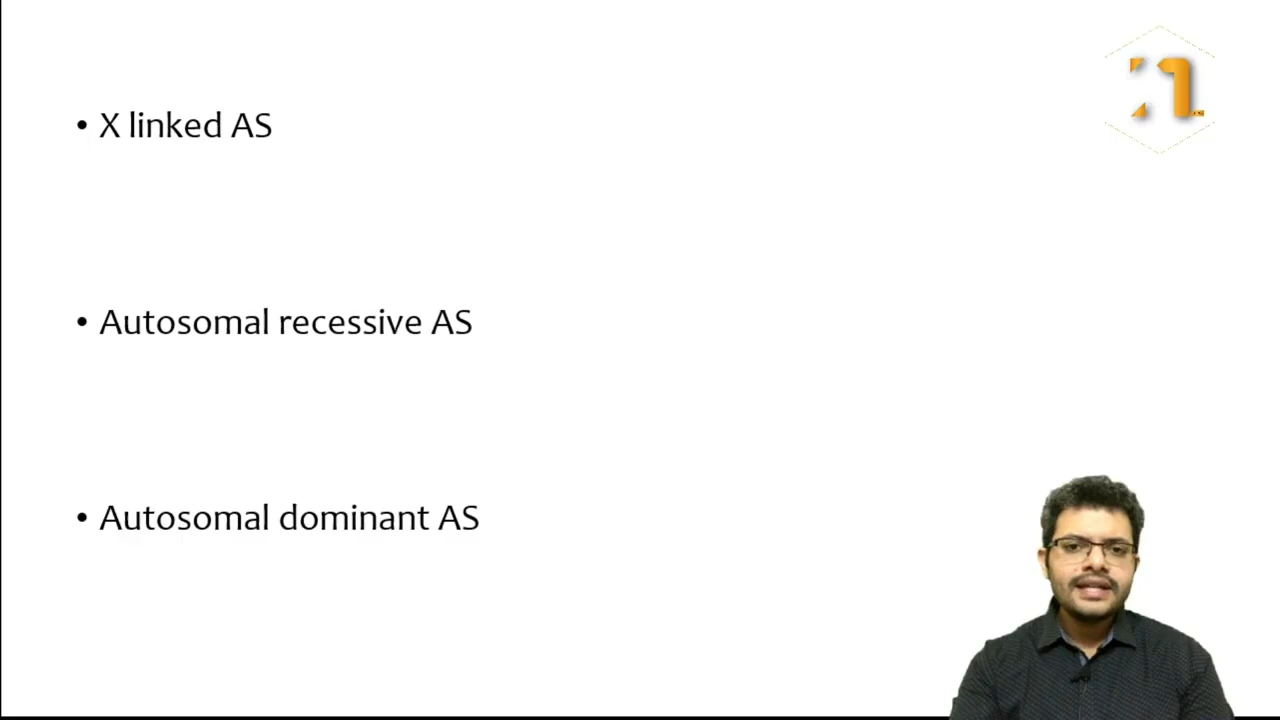 • X linked AS
• Autosomal recessive AS
• Autosomal dominant AS